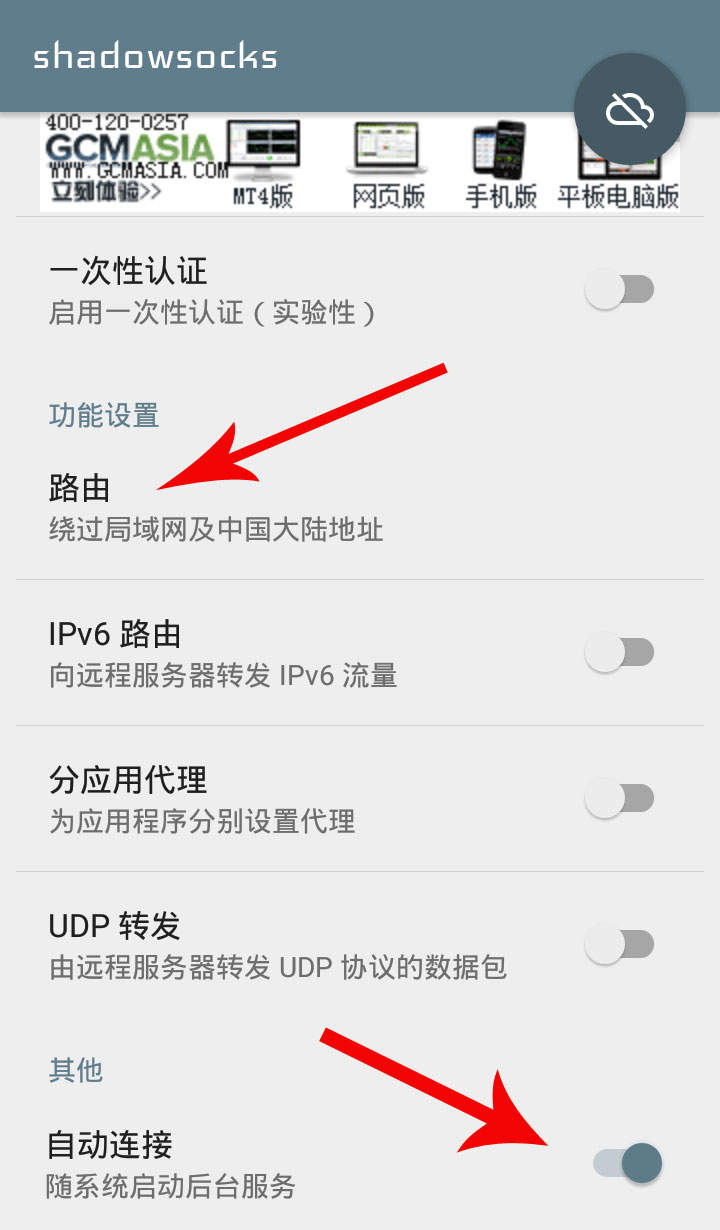 shadowsocks
400-120-0257
GCMASIA
WWW.GCMASIA.COM
立刻体验>>
MT4版
网页版
手机版
平板电脑版
一次性认证
启用一次性认证（实验性）
功能设置
路由
绕过局域网及中国大陆地址
IPv6 路由
向远程服务器转发 IPv6 流量
分应用代理
为应用程序分别设置代理
UDP 转发
由远程服务器转发 UDP 协议的数据包
其他
自动连接
随系统启动后台服务